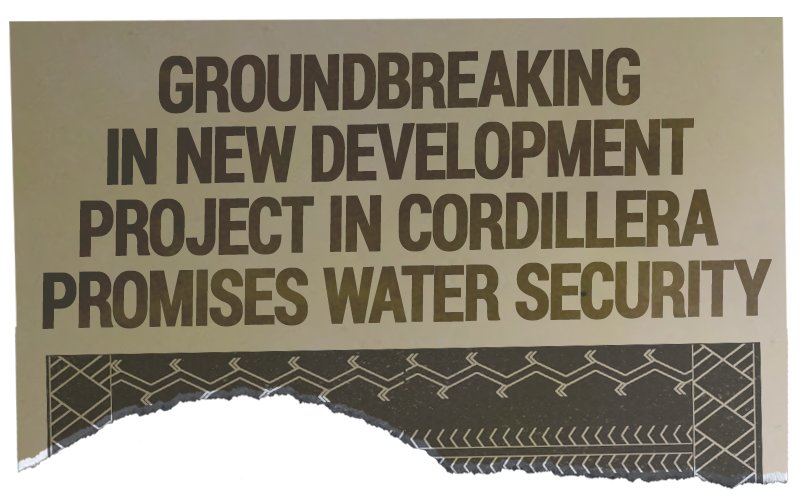 GROUNDBREAKING
IN NEW DEVELOPMENT
PROJECT IN CORDILLERA
PROMISES WATER SECURITY